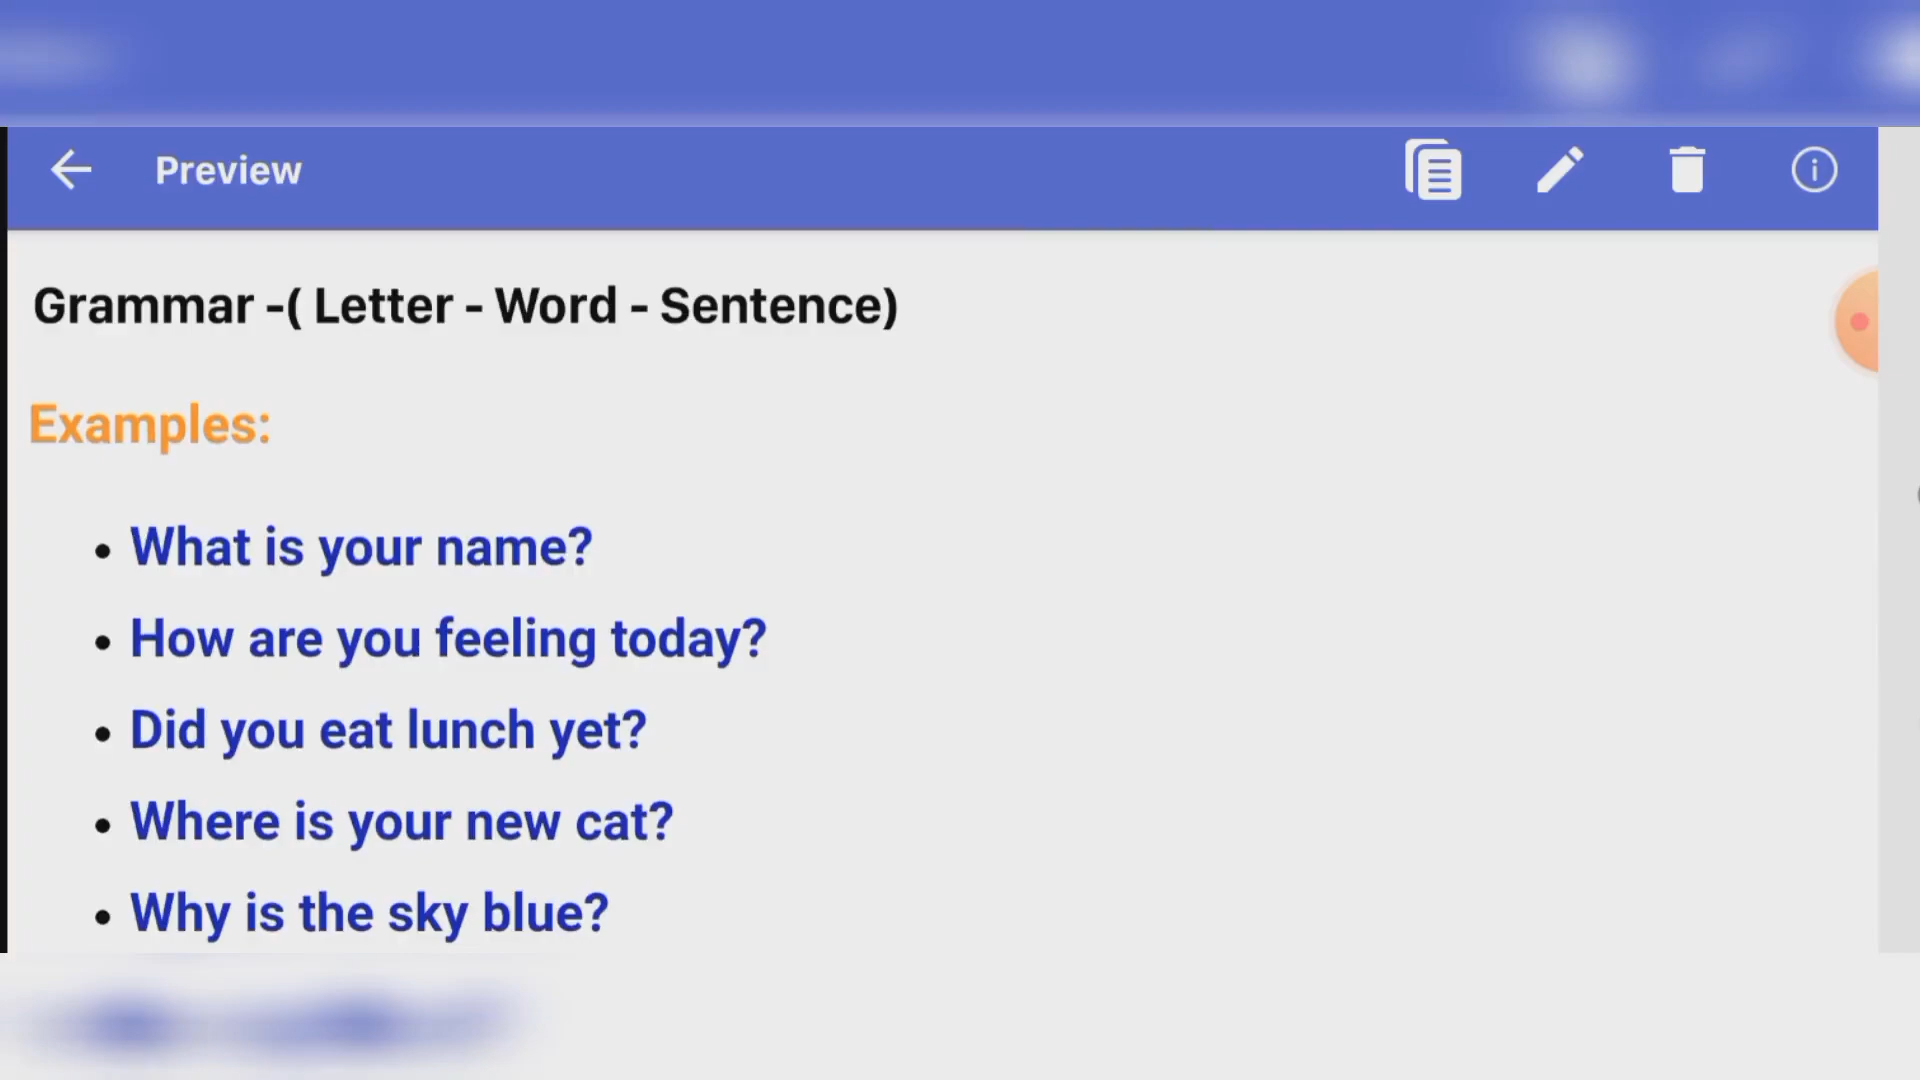 Preview
Grammar -( Letter - Word - Sentence)
Examples:
• What is your name?
• How are you feeling today?
• Did you eat lunch yet?
• Where is your new cat?
• Why is the sky blue?